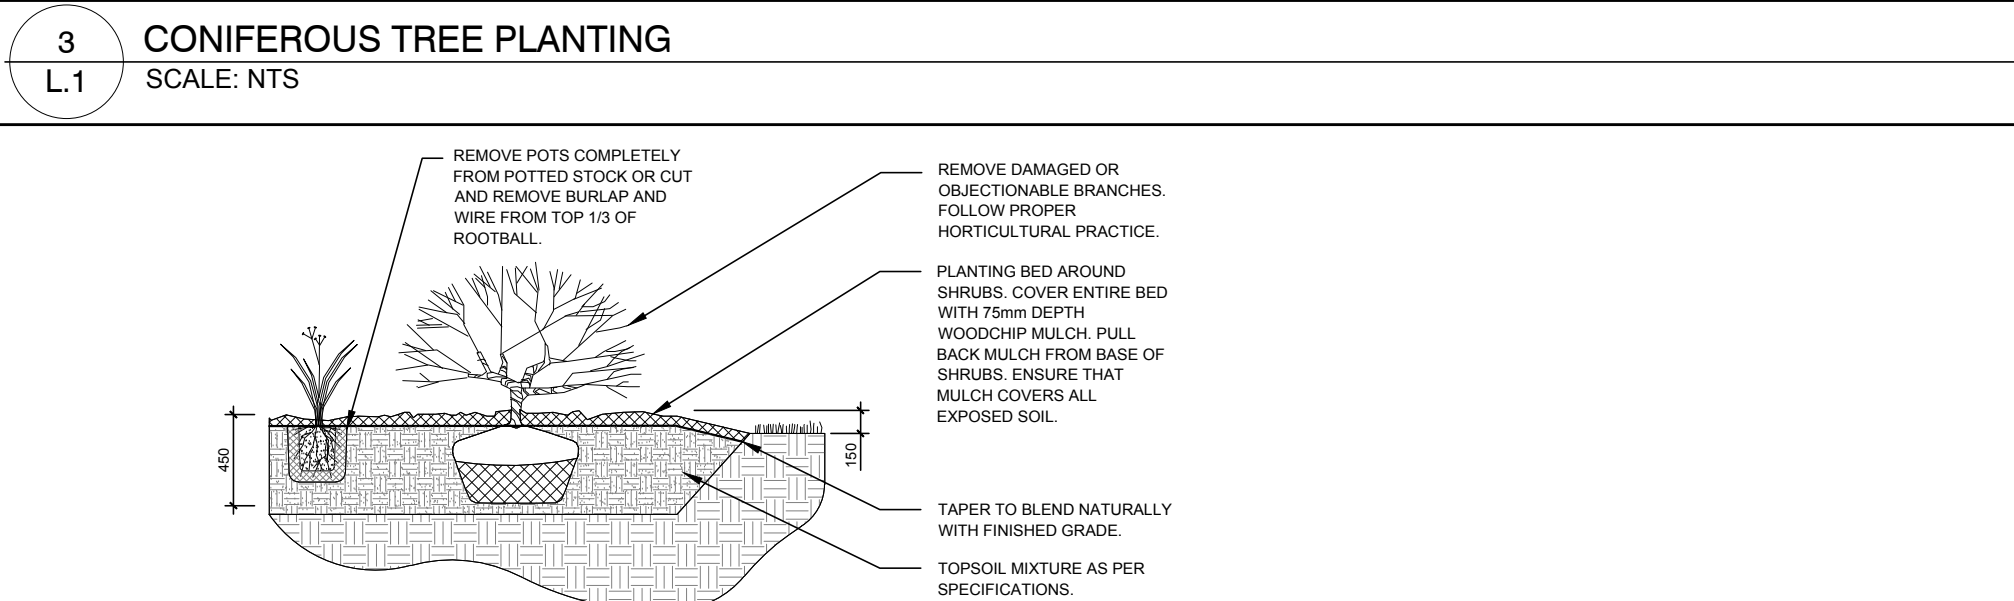 3
L.1
CONIFEROUS TREE PLANTING
SCALE: NTS
REMOVE POTS COMPLETELY
FROM POTTED STOCK OR CUT
AND REMOVE BURLAP AND
WIRE FROM TOP 1/3 OF
ROOTBALL.
REMOVE DAMAGED OR
OBJECTIONABLE BRANCHES.
FOLLOW PROPER
HORTICULTURAL PRACTICE.
PLANTING BED AROUND
SHRUBS. COVER ENTIRE BED
WITH 75mm DEPTH
WOODCHIP MULCH. PULL
BACK MULCH FROM BASE OF
SHRUBS. ENSURE THAT
MULCH COVERS ALL
EXPOSED SOIL.
450
150
TAPER TO BLEND NATURALLY
WITH FINISHED GRADE.
TOPSOIL MIXTURE AS PER
SPECIFICATIONS.